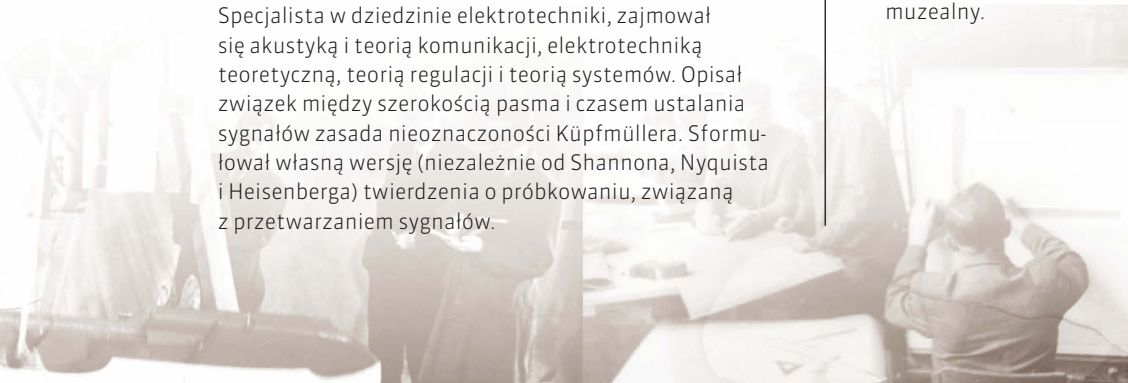 Specjalista w dziedzinie elektrotechniki, zajmował
się akustyką i teorią komunikacji, elektrotechniką
teoretyczną, teorią regulacji i teorią systemów. Opisał
związek między szerokością pasma i czasem ustalania
sygnałów zasada nieoznaczoności Küpfmüllera. Sformu-
łował własną wersję (niezależnie od Shannona, Nyquista
i Heisenberga) twierdzenia o próbkowaniu, związaną
z przetwarzaniem sygnałów.
muzealny.